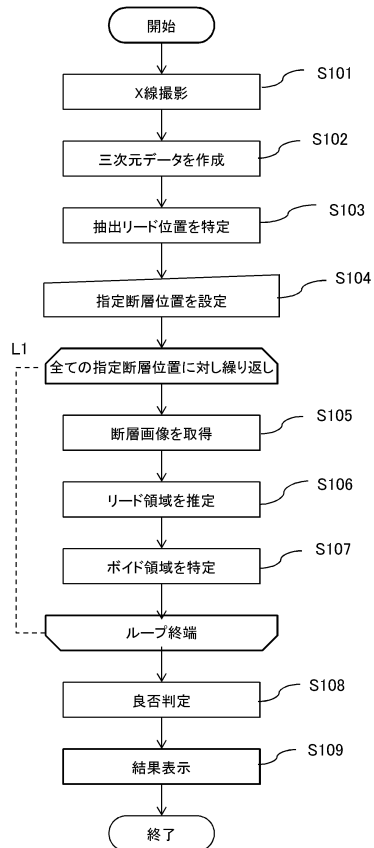 開始
X線撮影
S101
三次元データを作成
S102
抽出リード位置を特定
S103
指定断層位置を設定
S104
L1
全ての指定断層位置に対し繰り返し
断層画像を取得
S105
リード領域を推定
S106
ボイド領域を特定
S107
ループ終端
良否判定
S108
結果表示
S109
終了